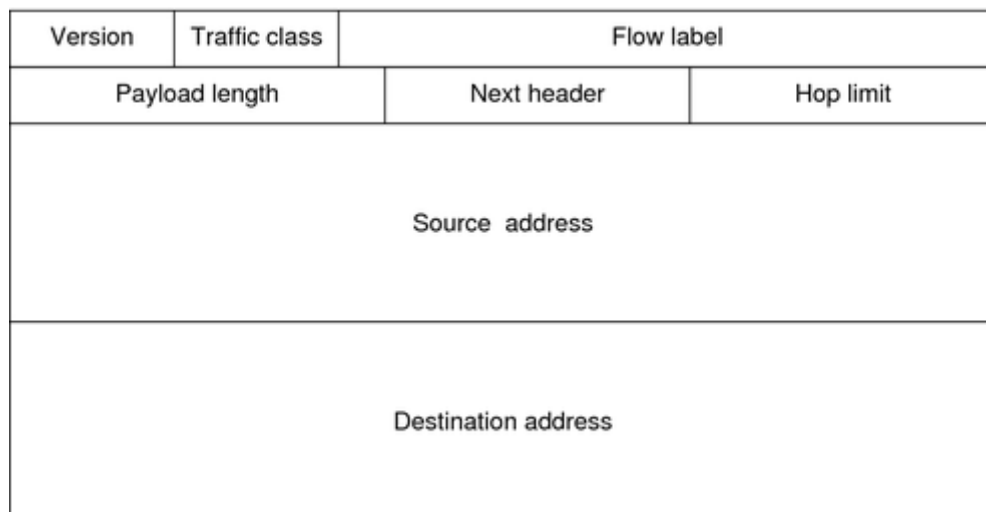 Version Traffic class Flow label
Payload length Next header Hop limit
Source address
Destination address